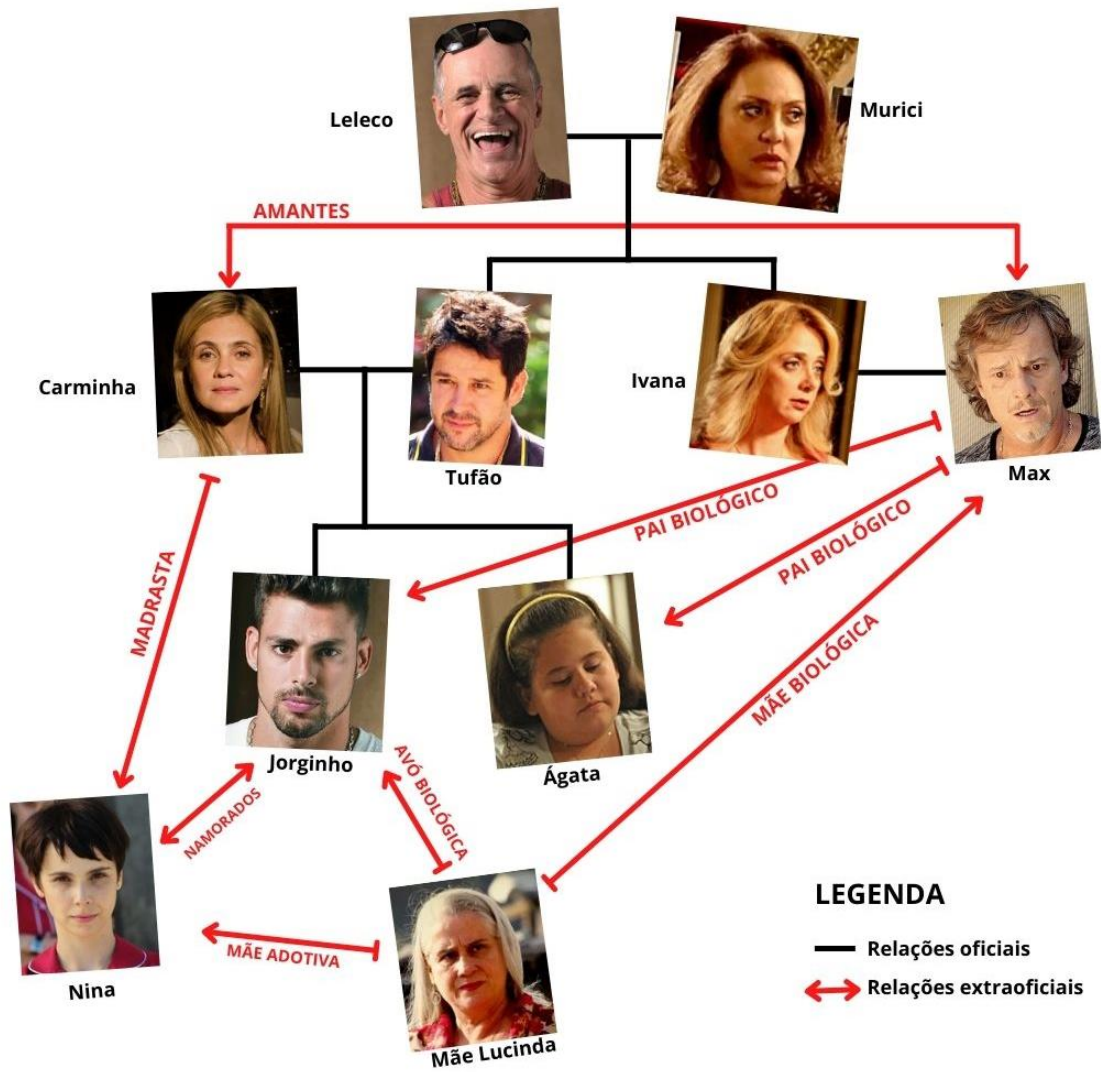 Leleco
Murici
AMANTES
Carminha
Tufão
Ivana
Max
PAI BIOLÓGICO
PAI BIOLÓGICO
MADRASTA
MÃE BIOLÓGICA
Jorginho
Ágata
NAMORADOS
AVÓ BIOLÓGICA
Nina
MÃE ADOTIVA
Mãe Lucinda
LEGENDA
Relações oficiais
Relações extraoficiais